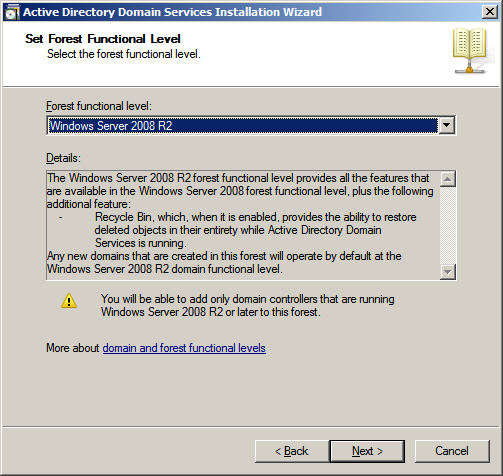 Active Directory Domain Services Installation Wizard
Set Forest Functional Level
Select the forest functional level.
Forest functional level:
Windows Server 2008 R2
Details:
The Windows Server 2008 R2 forest functional level provides all the features that
are available in the Windows Server 2008 forest functional level, plus the following
additional feature:
- Recycle Bin, which, when it is enabled, provides the ability to restore
deleted objects in their entirety while Active Directory Domain
Services is running.
Any new domains that are created in this forest will operate by default at the
Windows Server 2008 R2 domain functional level.
You will be able to add only domain controllers that are running
Windows Server 2008 R2 or later to this forest.
More about domain and forest functional levels
< Back Next > Cancel